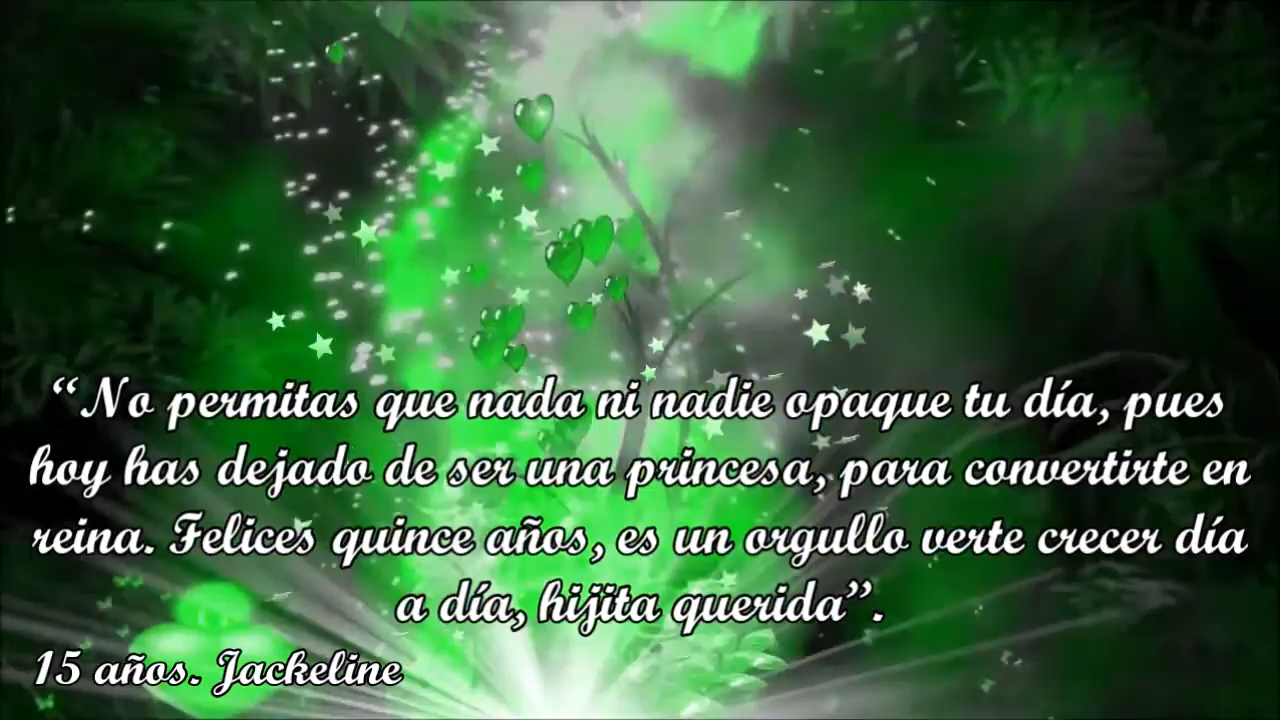 “No permitas que nada ni nadie opaque tu día, pues
hoy has dejado de ser una princesa, para convertirte en
reina. Felices quince años, es un orgullo verte crecer día
a día, hijita querida”.
15 años. Jackeline